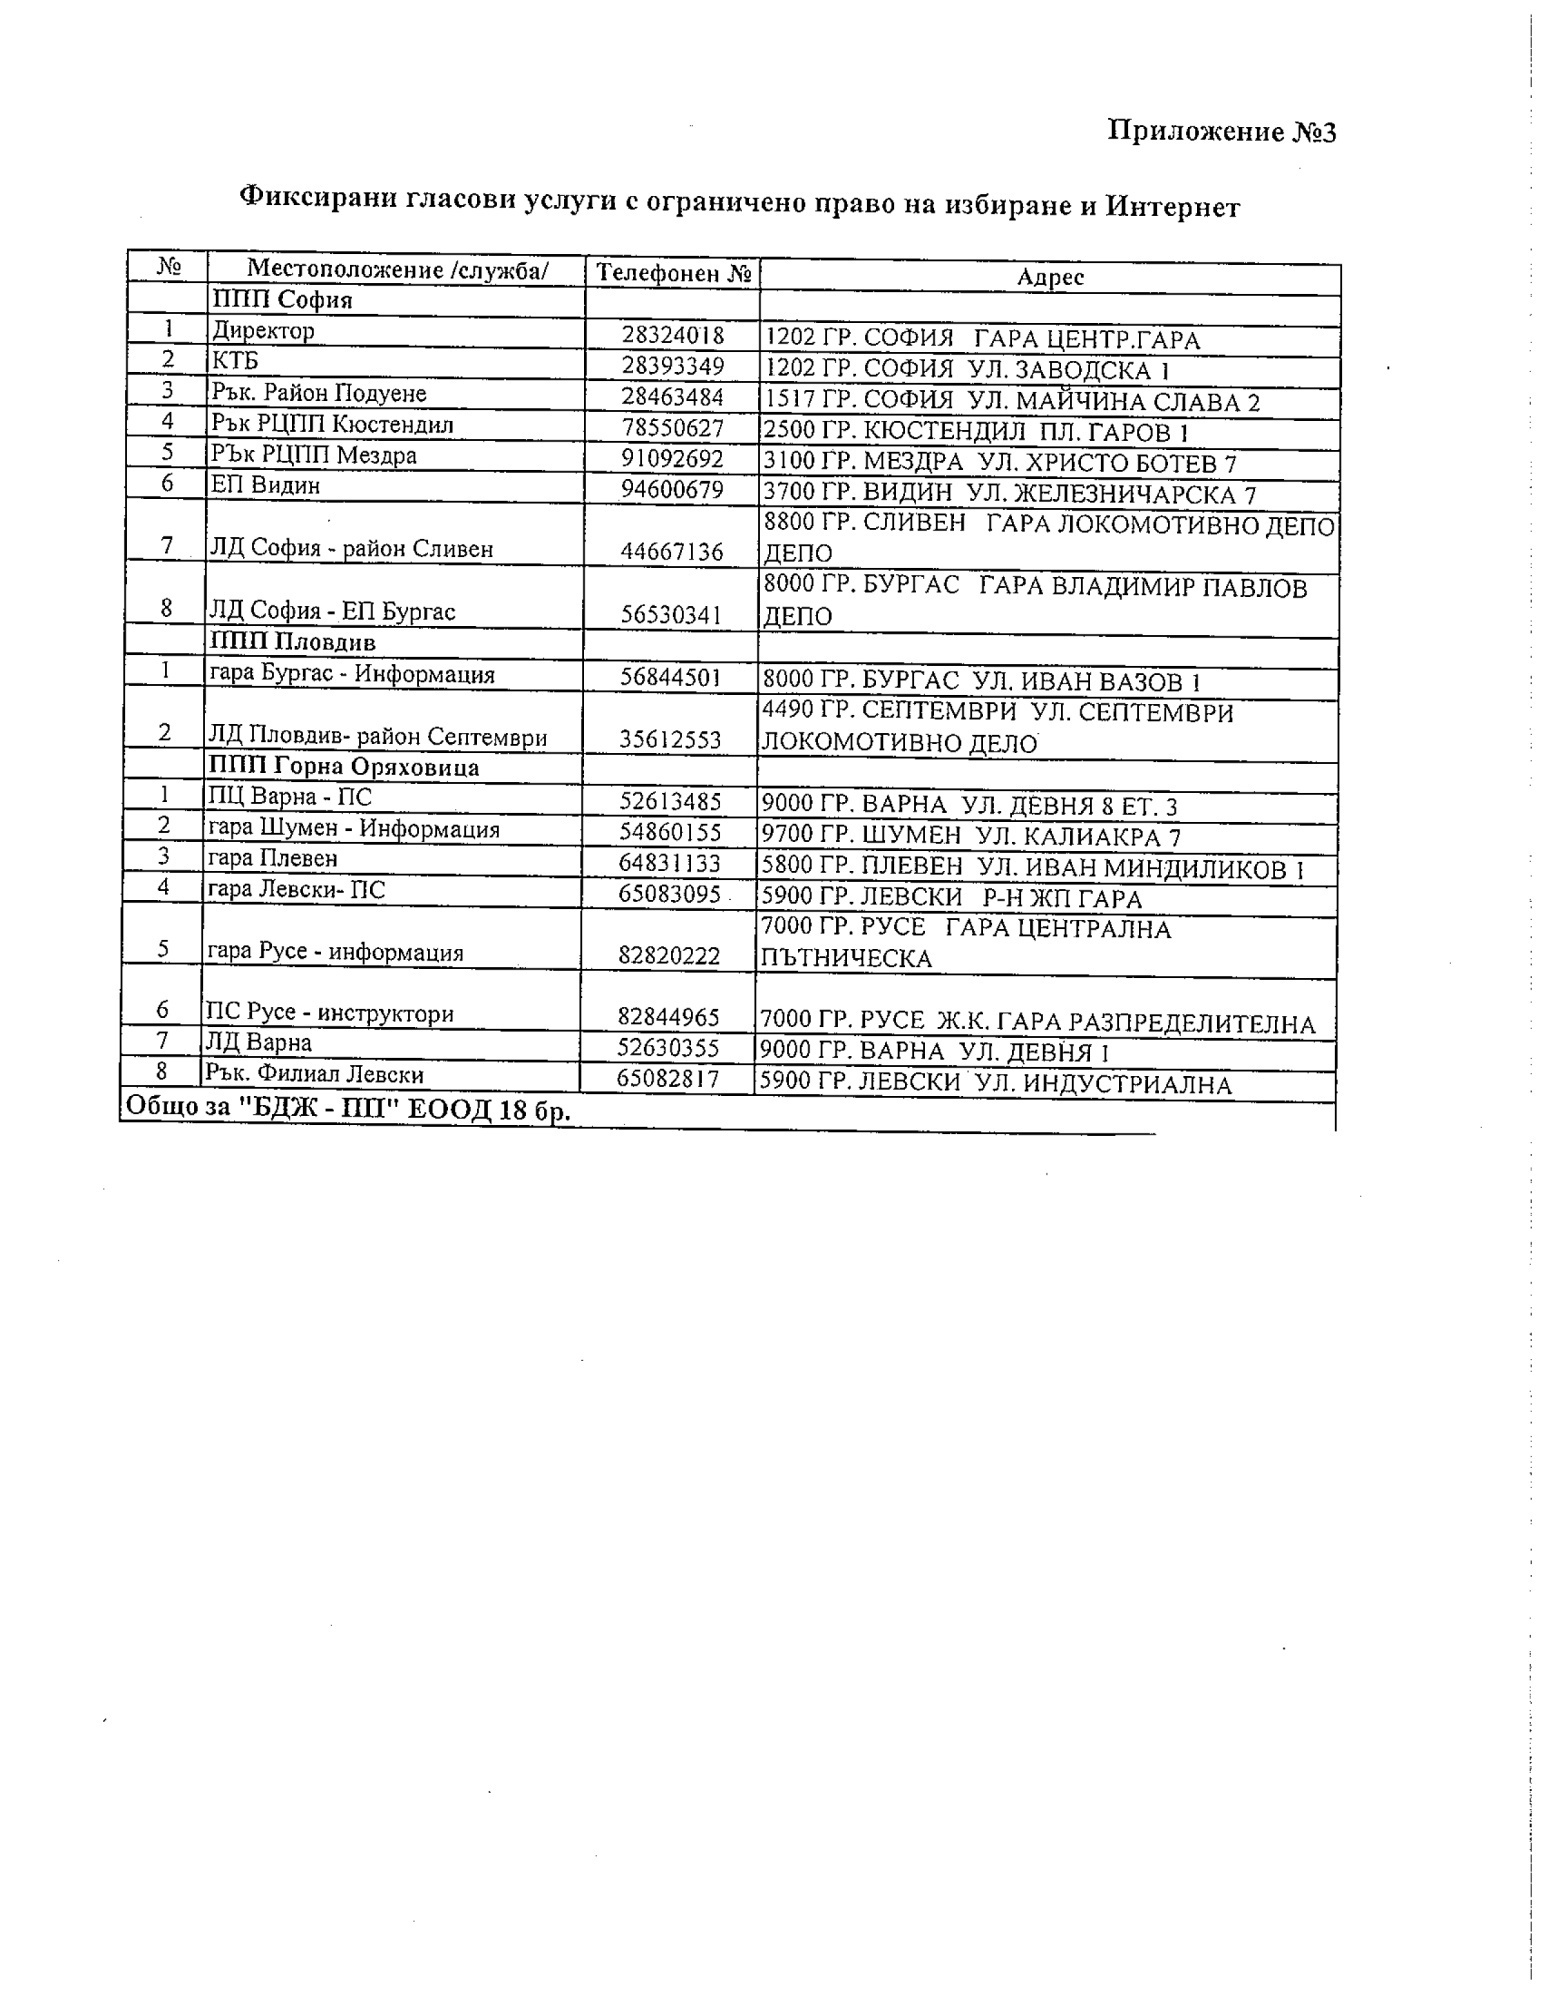 Приложение №3
Фиксирани гласови услуги с ограничено право на избиране и Интернет
№ Местоположение /служба/ Телефонен № Адрес
ППП София
1 Директор 28324018 1202 ГР. СОФИЯ ГАРА ЦЕНТР.ГАРА
2 КТБ 28393349 1202 ГР. СОФИЯ УЛ. ЗАВОДСКА 1
3 Рък. Район Подуене 28463484 1517 ГР. СОФИЯ УЛ. МАЙЧИНА СЛАВА 2
4 Рък РЦПП Кюстендил 78550627 2500 ГР. КЮСТЕНДИЛ ПЛ. ГАРОВ 1
5 РЪк РЦПП Мездра 91092692 3100 ГР. МЕЗДРА УЛ. ХРИСТО БОТЕВ 7
6 ЕП Видин 94600679 3700 ГР. ВИДИН УЛ. ЖЕЛЕЗНИЧАРСКА 7
7 ЛД София - район Сливен 44667136 8800 ГР. СЛИВЕН ГАРА ЛОКОМОТИВНО ДЕПО
ДЕПО
8 ЛД София - ЕП Бургас 56530341 8000 ГР. БУРГАС ГАРА ВЛАДИМИР ПАВЛОВ
ДЕПО
ППП Пловдив
1 гара Бургас - Информация 56844501 8000 ГР. БУРГАС УЛ. ИВАН ВАЗОВ 1
2 ЛД Пловдив- район Септември 35612553 4490 ГР. СЕПТЕМВРИ УЛ. СЕПТЕМВРИ
ЛОКОМОТИВНО ДЕЛО
ППП Горна Оряховица
1 ПЦ Варна - ПС 52613485 9000 ГР. ВАРНА УЛ. ДЕВНЯ 8 ЕТ. 3
2 гара Шумен - Информация 54860155 9700 ГР. ШУМЕН УЛ. КАЛИАКРА 7
3 гара Плевен 64831133 5800 ГР. ПЛЕВЕН УЛ. ИВАН МИНДИЛИКОВ 1
4 гара Левски- ПС 65083095 5900 ГР. ЛЕВСКИ Р-Н ЖП ГАРА
5 гара Русе - информация 82820222 7000 ГР. РУСЕ ГАРА ЦЕНТРАЛНА
ПЪТНИЧЕСКА
6 ПС Русе - инструктори 82844965 7000 ГР. РУСЕ Ж.К. ГАРА РАЗПРЕДЕЛИТЕЛНА
7 ЛД Варна 52630355 9000 ГР. ВАРНА УЛ. ДЕВНЯ 1
8 Рък. Филиал Левски 65082817 5900 ГР. ЛЕВСКИ УЛ. ИНДУСТРИАЛНА
Общо за "БДЖ - ПП" ЕООД 18 бр.